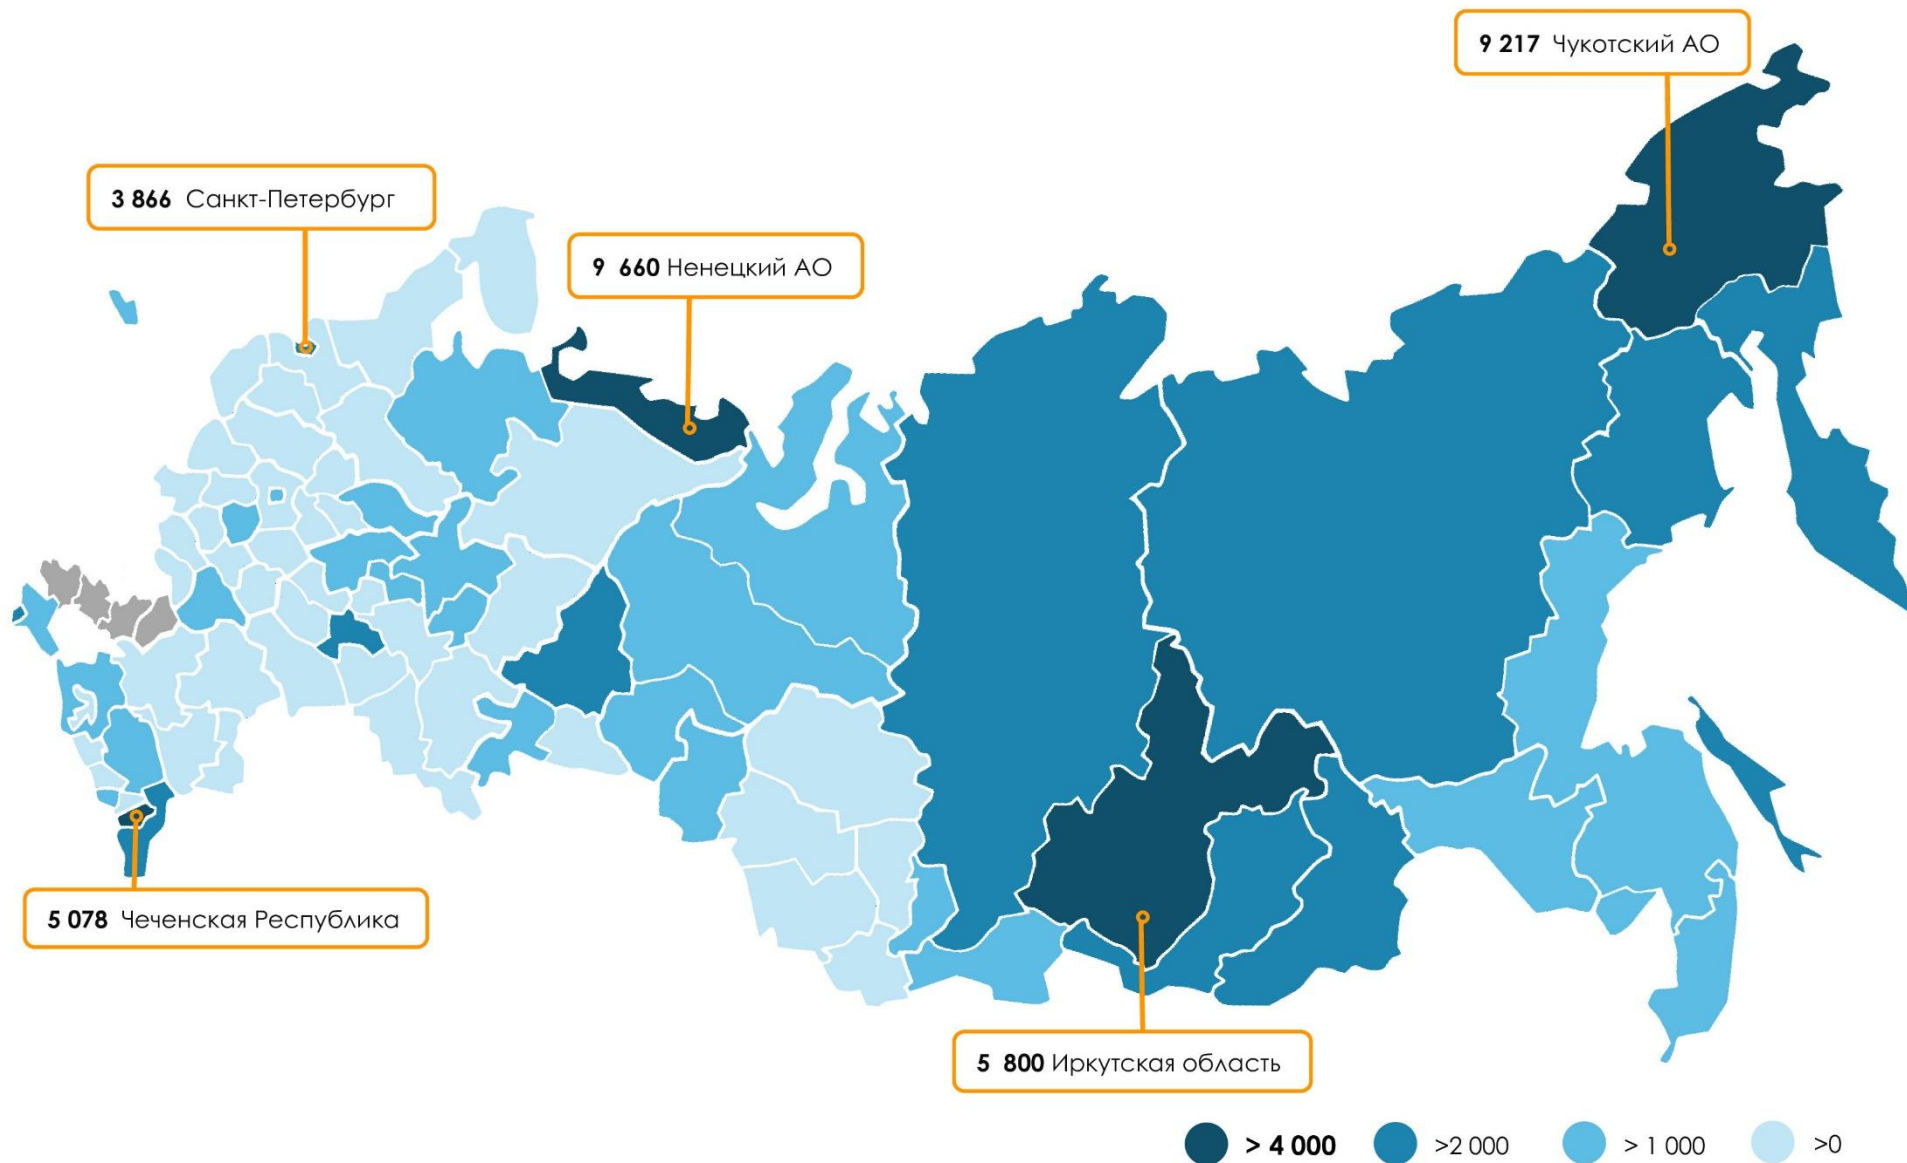 9 217 Чукотский АО
3 866 Санкт-Петербург
9 660 Ненецкий АО
5 078 Чеченская Республика
5 800 Иркутская область
> 4 000 >2 000 > 1 000 >0